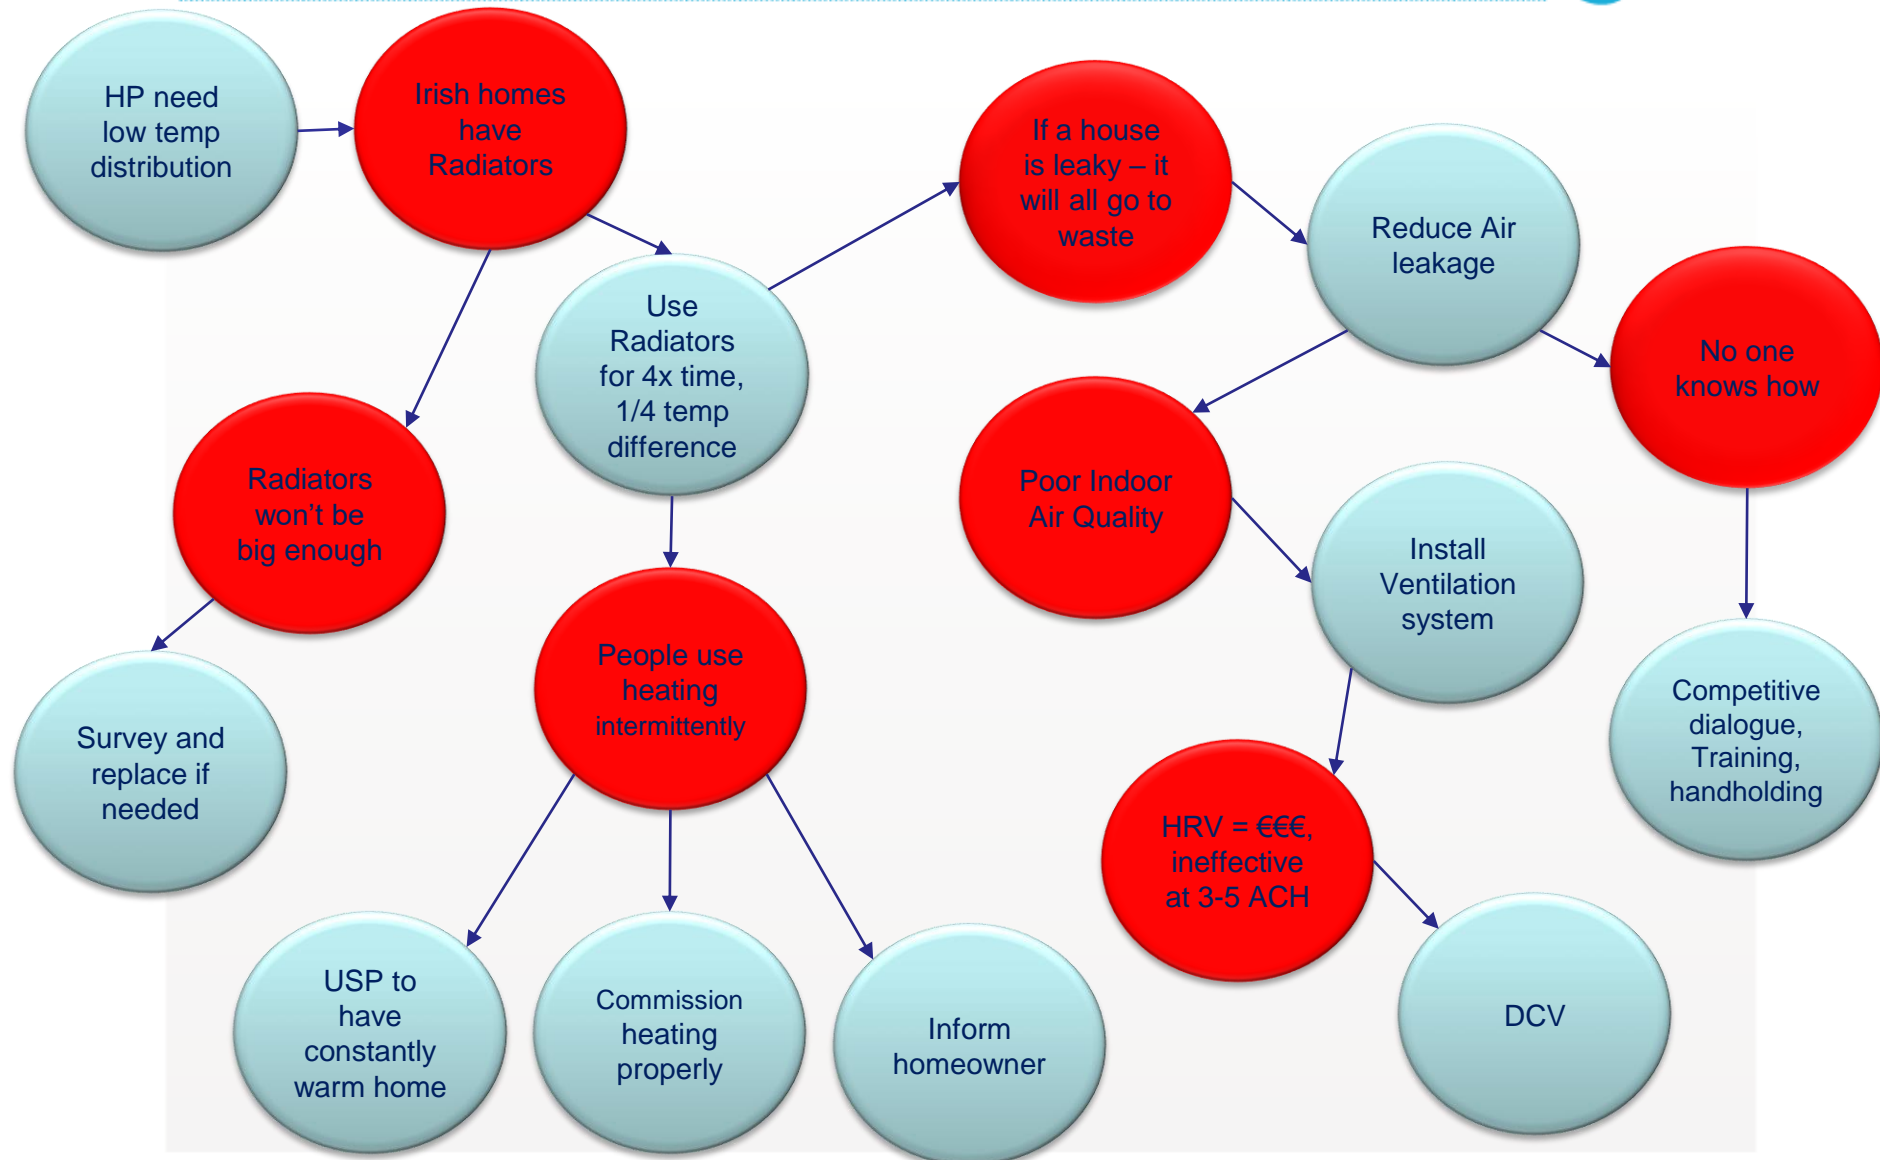 HP need
low temp
distribution
Irish homes
have
Radiators
If a house
is leaky – it
will all go to
waste
Reduce Air
leakage
Use
Radiators
for 4x time,
1/4 temp
difference
No one
knows how
Radiators
won’t be
big enough
Poor Indoor
Air Quality
Install
Ventilation
system
People use
heating
intermittently
Survey and
replace if
needed
Competitive
dialogue,
Training,
handholding
HRV = €€€,
ineffective
at 3-5 ACH
USP to
have
constantly
warm home
Commission
heating
properly
Inform
homeowner
DCV